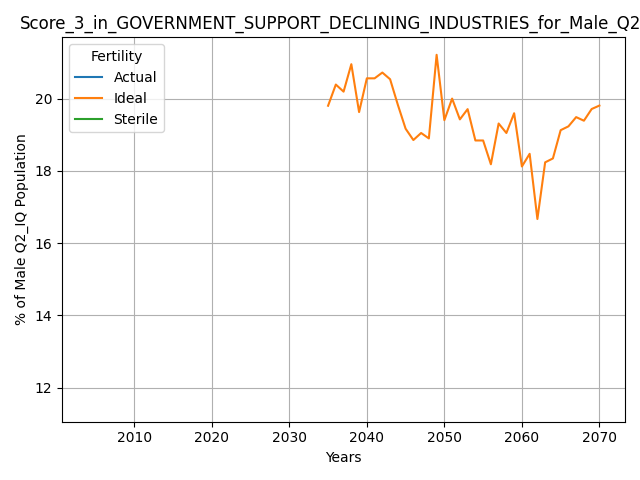 Score_3_in_GOVERNMENT_SUPPORT_DECLINING_INDUSTRIES_for_Male_Q2
Fertility
Actual
Ideal
Sterile
% of Male Q2_IQ Population
20
18
16
14
12
2010 2020 2030 2040 2050 2060 2070
Years